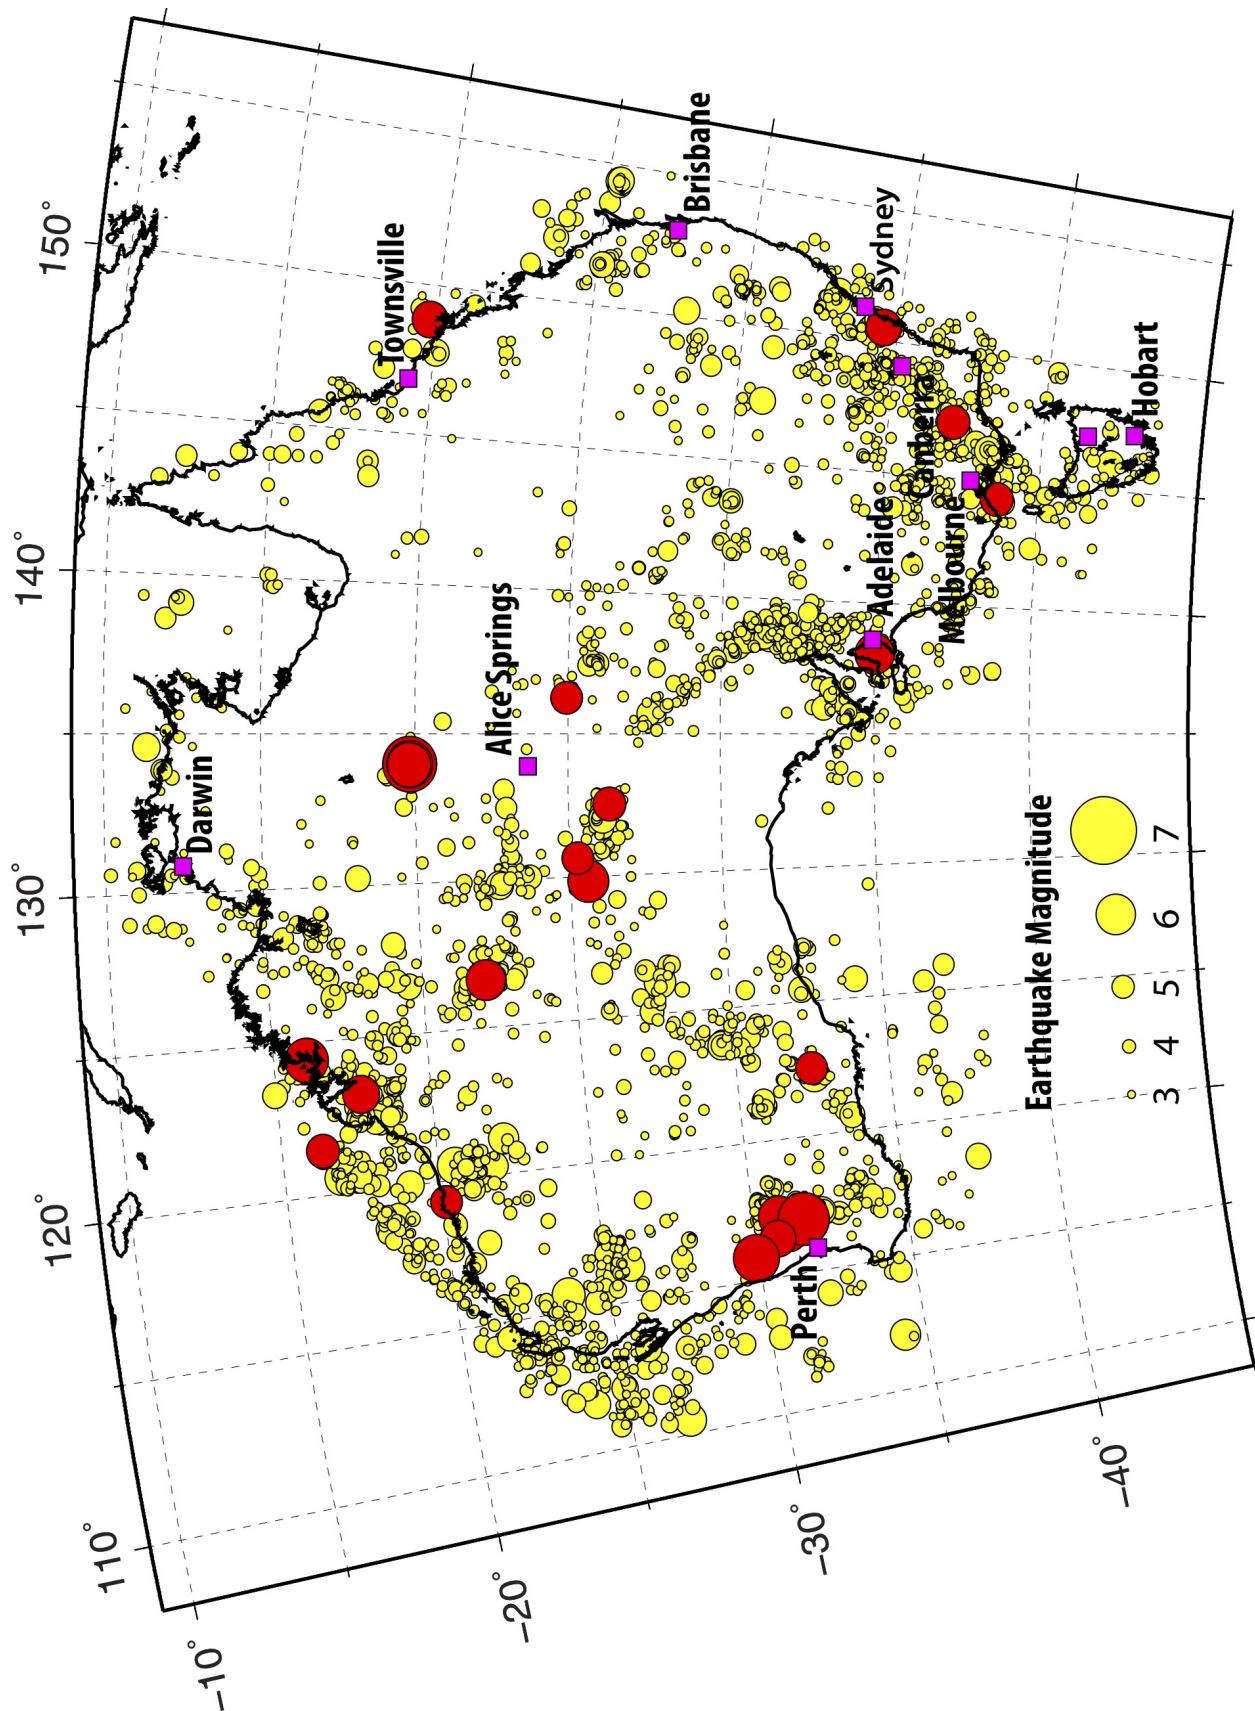 110°
120°
130°
140°
150°
−10°
−20°
−30°
−40°
Darwin
Townsville
Alice Springs
Brisbane
Perth
Adelaide
Sydney
Canberra
Melbourne
Hobart
Earthquake Magnitude
3 4 5 6 7